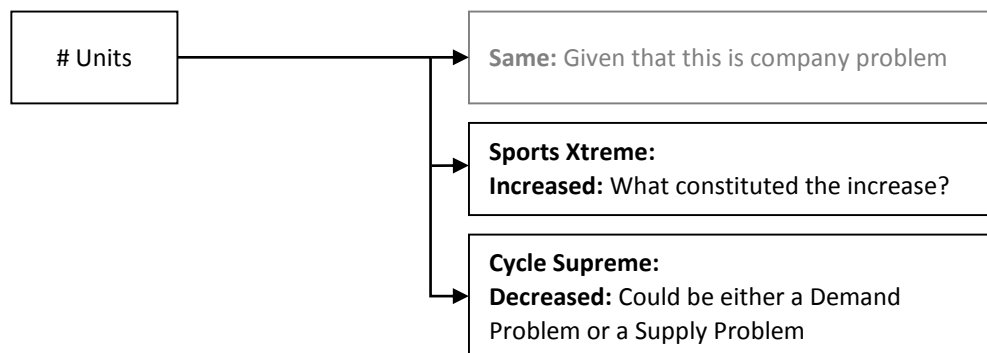 # Units
Same: Given that this is company problem
Sports Xtreme:
Increased: What constituted the increase?
Cycle Supreme:
Decreased: Could be either a Demand
Problem or a Supply Problem